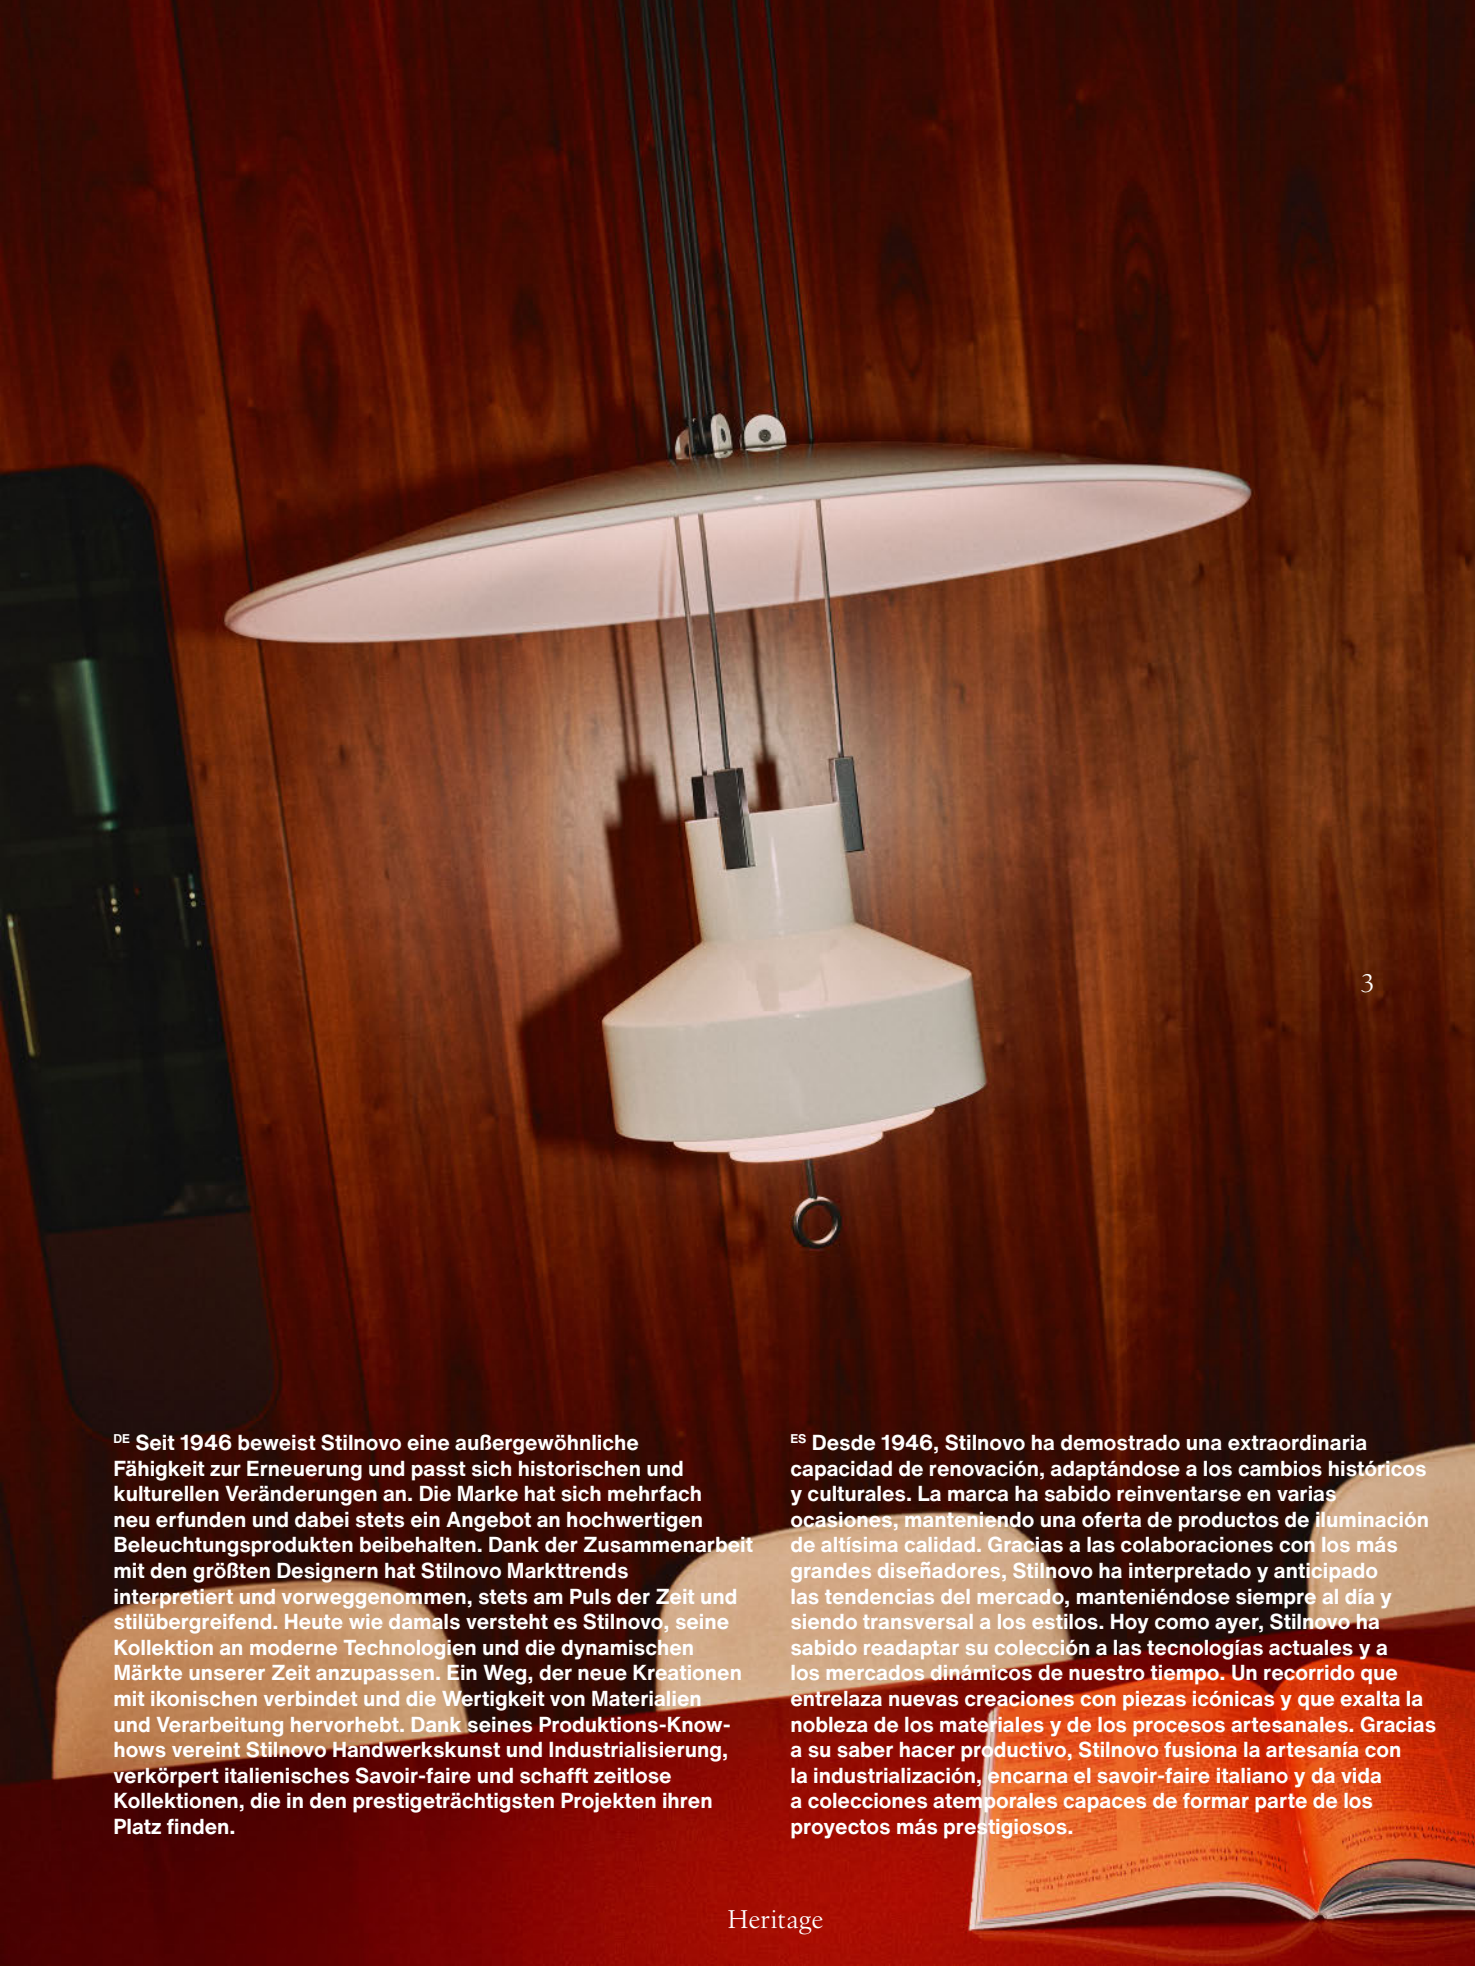 DE Seit 1946 beweist Stilnovo eine außergewöhnliche
Fähigkeit zur Erneuerung und passt sich historischen und
kulturellen Veränderungen an. Die Marke hat sich mehrfach
neu erfunden und dabei stets ein Angebot an hochwertigen
Beleuchtungsprodukten beibehalten. Dank der Zusammenarbeit
mit den größten Designern hat Stilnovo Markttrends
interpretiert und vorweggenommen, stets am Puls der Zeit und
stilübergreifend. Heute wie damals versteht es Stilnovo, seine
Kollektion an moderne Technologien und die dynamischen
Märkte unserer Zeit anzupassen. Ein Weg, der neue Kreationen
mit ikonischen verbindet und die Wertigkeit von Materialien
und Verarbeitung hervorhebt. Dank seines Produktions-Know-
hows vereint Stilnovo Handwerkskunst und Industrialisierung,
verkörpert italienisches Savoir-faire und schafft zeitlose
Kollektionen, die in den prestigeträchtigsten Projekten ihren
Platz finden.
ES Desde 1946, Stilnovo ha demostrado una extraordinaria
capacidad de renovación, adaptándose a los cambios históricos
y culturales. La marca ha sabido reinventarse en varias
ocasiones, manteniendo una oferta de productos de iluminación
de altísima calidad. Gracias a las colaboraciones con los más
grandes diseñadores, Stilnovo ha interpretado y anticipado
las tendencias del mercado, manteniéndose siempre al día y
siendo transversal a los estilos. Hoy como ayer, Stilnovo ha
sabido readaptar su colección a las tecnologías actuales y a
los mercados dinámicos de nuestro tiempo. Un recorrido que
entrelaza nuevas creaciones con piezas icónicas y que exalta la
nobleza de los materiales y de los procesos artesanales. Gracias
a su saber hacer productivo, Stilnovo fusiona la artesanía con
la industrialización, encarna el savoir-faire italiano y da vida
a colecciones atemporales capaces de formar parte de los
proyectos más prestigiosos.
3
Heritage